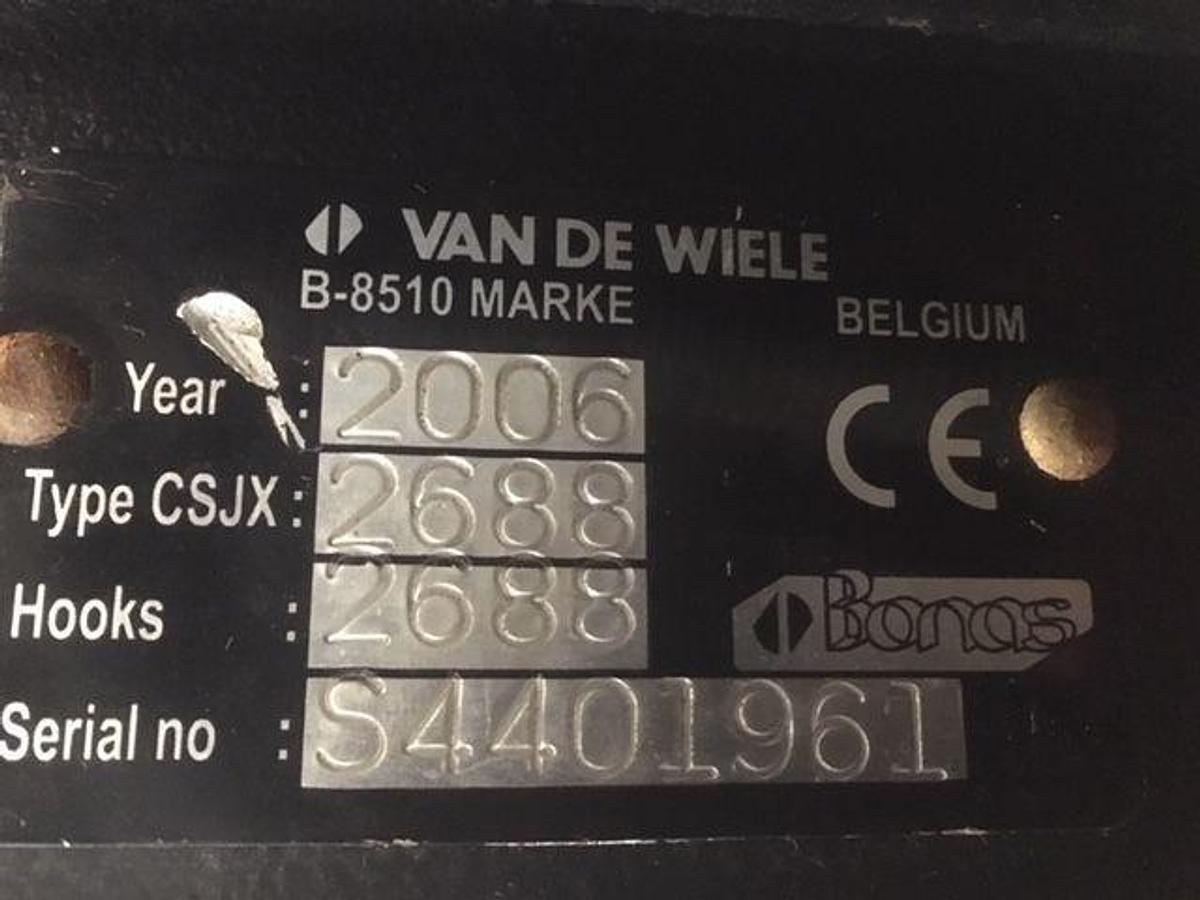 VAN DE WIELE
B-8510 MARKE BELGIUM
Year : 2006
CE
Type CSJX : 2688
Hooks : 2688
Bonas
Serial no : S4401961